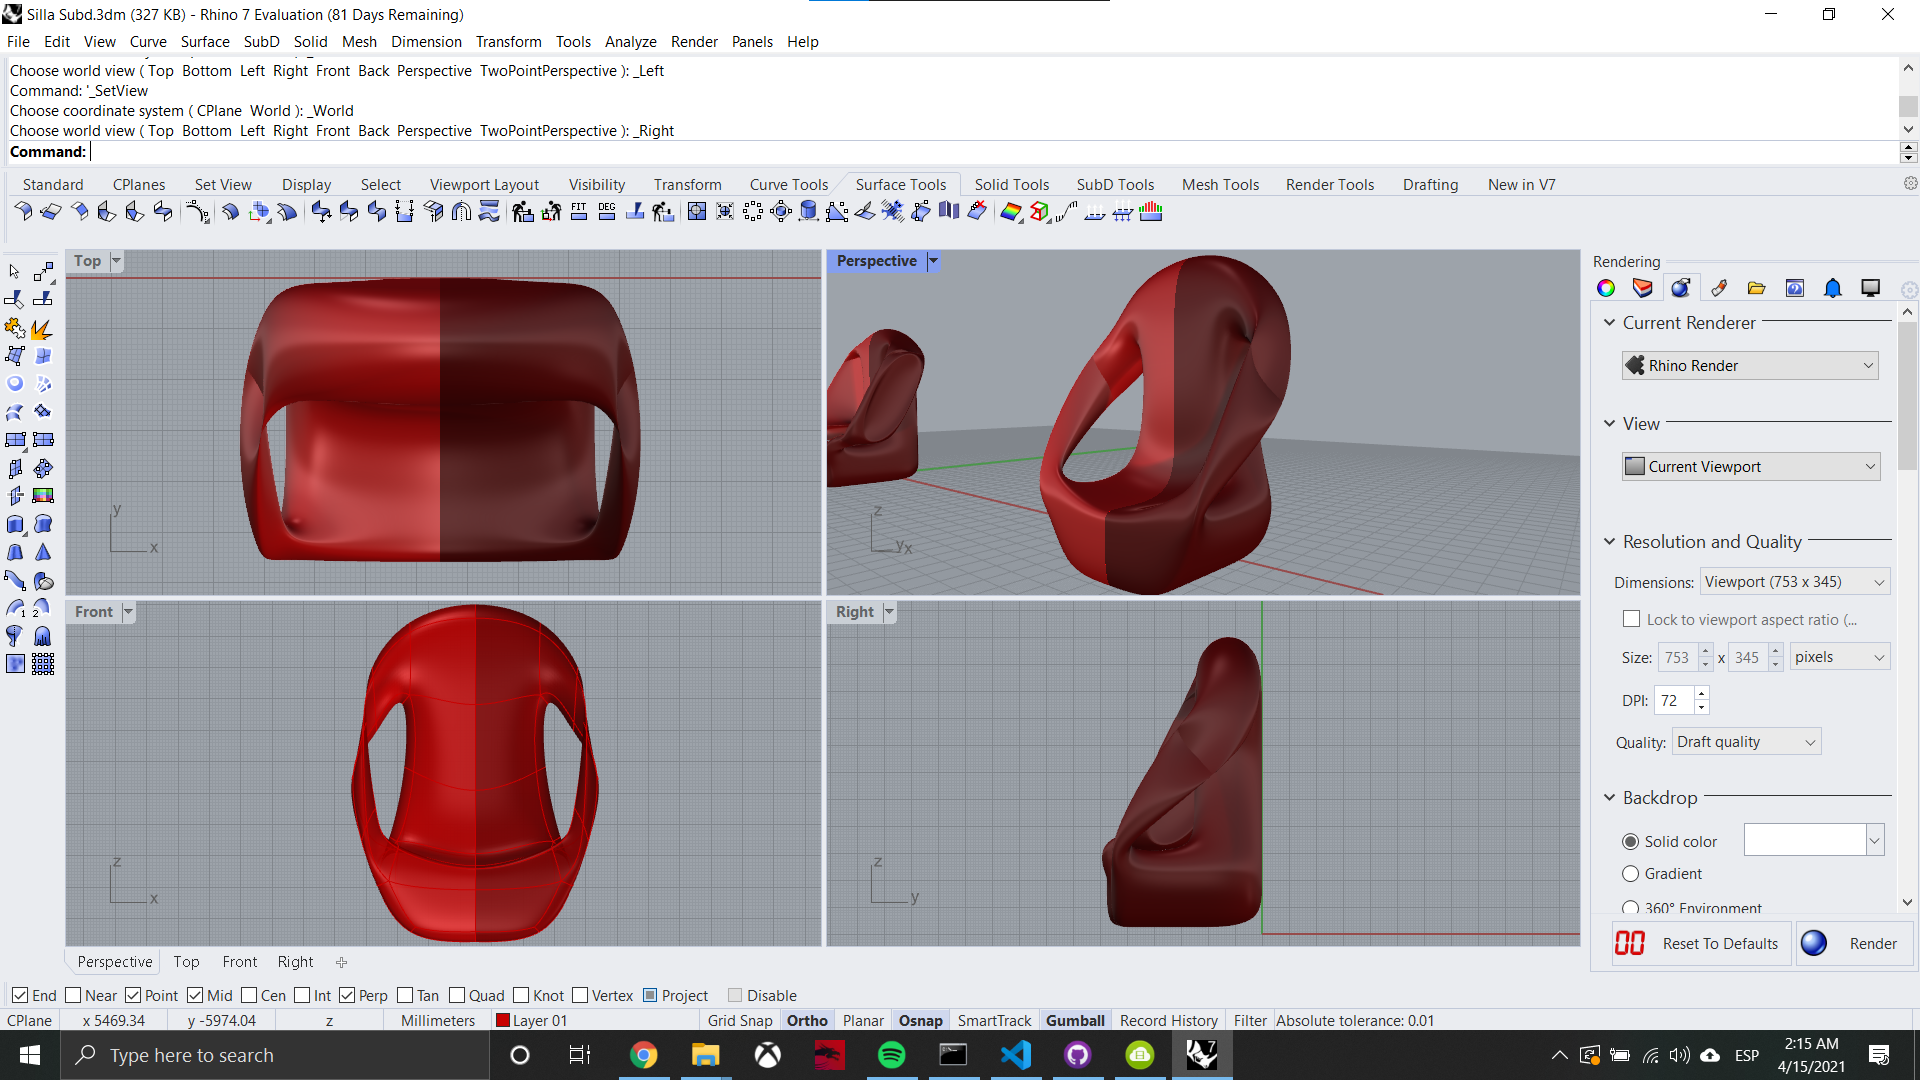 Silla Subd.3dm (327 KB) - Rhino 7 Evaluation (81 Days Remaining)
File Edit View Curve Surface SubD Solid Mesh Dimension Transform Tools Analyze Render Panels Help
Choose world view ( Top Bottom Left Right Front Back Perspective TwoPointPerspective ): _Left
Command: '_SetView
Choose coordinate system ( CPlane World ): _World
Choose world view ( Top Bottom Left Right Front Back Perspective TwoPointPerspective ): _Right
Command:
Standard CPlanes Set View Display Select Viewport Layout Visibility Transform Curve Tools Surface Tools Solid Tools SubD Tools Mesh Tools Render Tools Drafting New in V7
FIT DEG
Top
y
x
Perspective
z
y x
Front
z
x
Right
z
y
1 2
Rendering
Current Renderer
Rhino Render
View
Current Viewport
Resolution and Quality
Dimensions: Viewport (753 x 345)
Lock to viewport aspect ratio (...
Size: 753 x 345 pixels
DPI: 72
Quality: Draft quality
Backdrop
Solid color
Gradient
360° Environment
Reset To Defaults Render
Perspective Top Front Right
End Near Point Mid Cen Int Perp Tan Quad Knot Vertex Project Disable
CPlane x 5469.34 y -5974.04 z Millimeters Layer 01 Grid Snap Ortho Planar Osnap SmartTrack Gumball Record History Filter Absolute tolerance: 0.01
Type here to search
7
ESP
2:15 AM
4/15/2021